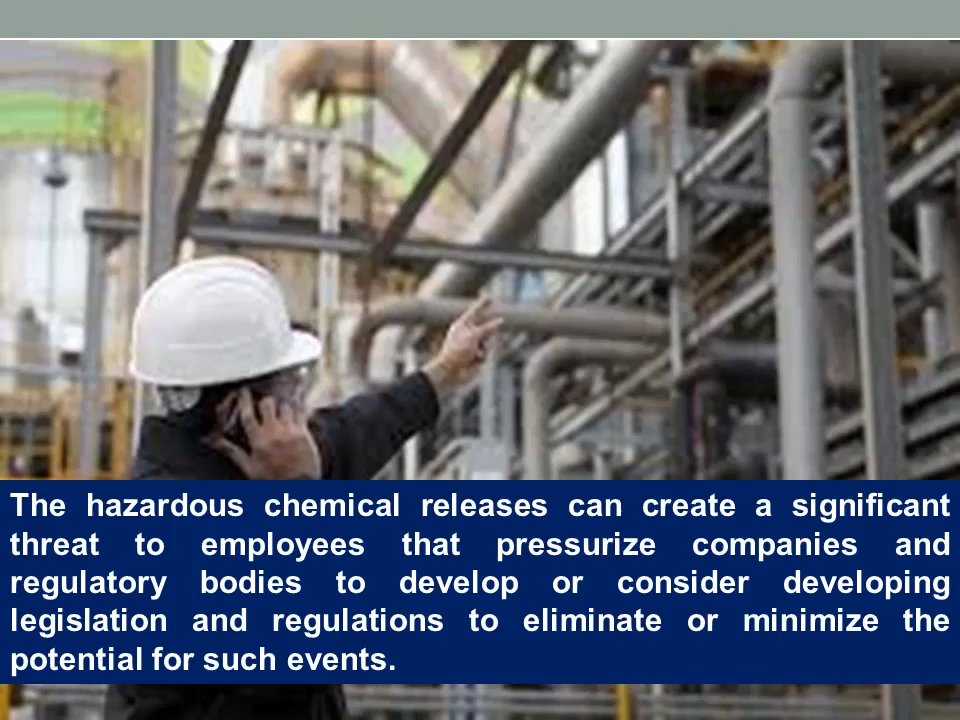 The hazardous chemical releases can create a significant
threat to employees that pressurize companies and
regulatory bodies to develop or consider developing
legislation and regulations to eliminate or minimize the
potential for such events.